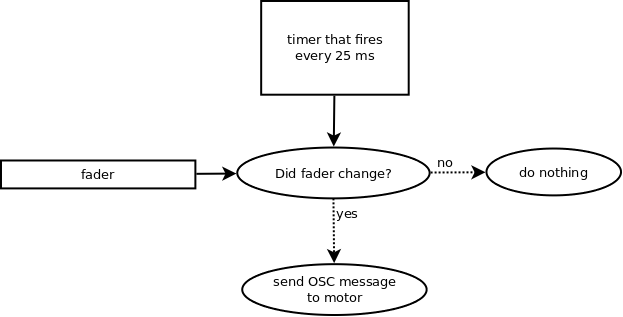 timer that fires
every 25 ms
fader
Did fader change?
no
do nothing
yes
send OSC message
to motor